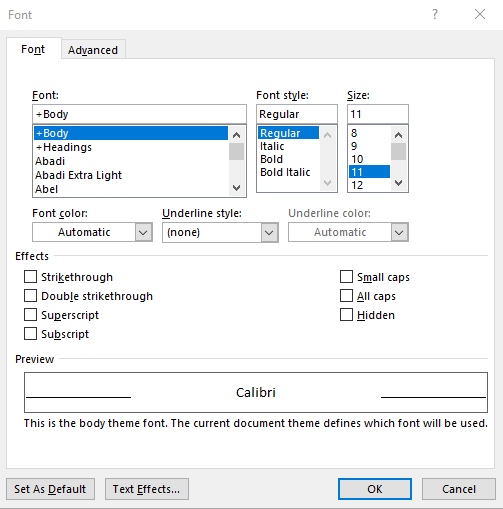 Font ? ×
Font Advanced
Font: Font style: Size:
+Body Regular 11
+Body Regular 8
+Headings Italic 9
Abadi Bold 10
Abadi Extra Light Bold Italic 11
Abel 12
Font color: Underline style: Underline color:
Automatic (none) Automatic
Effects
Strikethrough Small caps
Double strikethrough All caps
Superscript Hidden
Subscript
Preview
Calibri
This is the body theme font. The current document theme defines which font will be used.
Set As Default Text Effects... OK Cancel